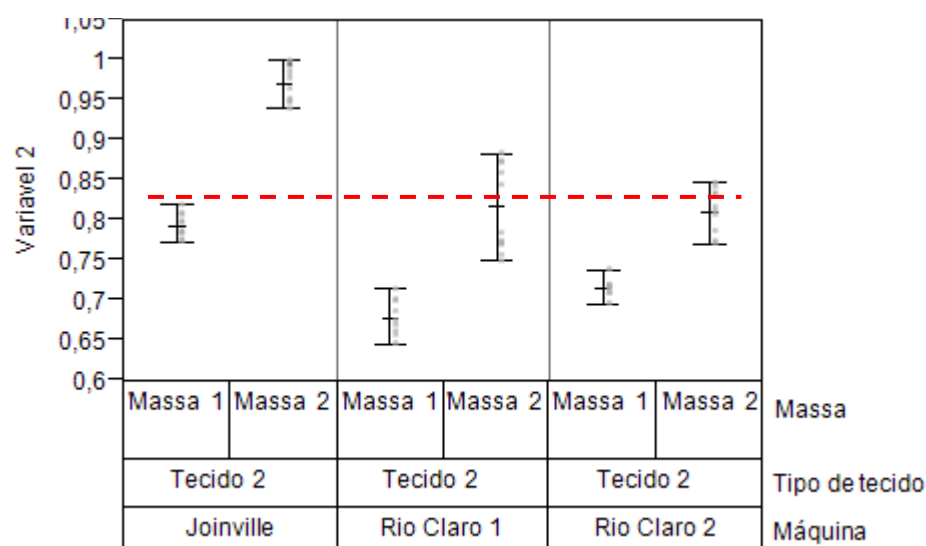 1,05
1
0,95
0,9
0,85
0,8
0,75
0,7
0,65
0,6
Variavel 2
Massa 1 Massa 2 Massa 1 Massa 2 Massa 1 Massa 2 Massa
Tecido 2 Tecido 2 Tecido 2 Tipo de tecido
Joinville Rio Claro 1 Rio Claro 2 Máquina